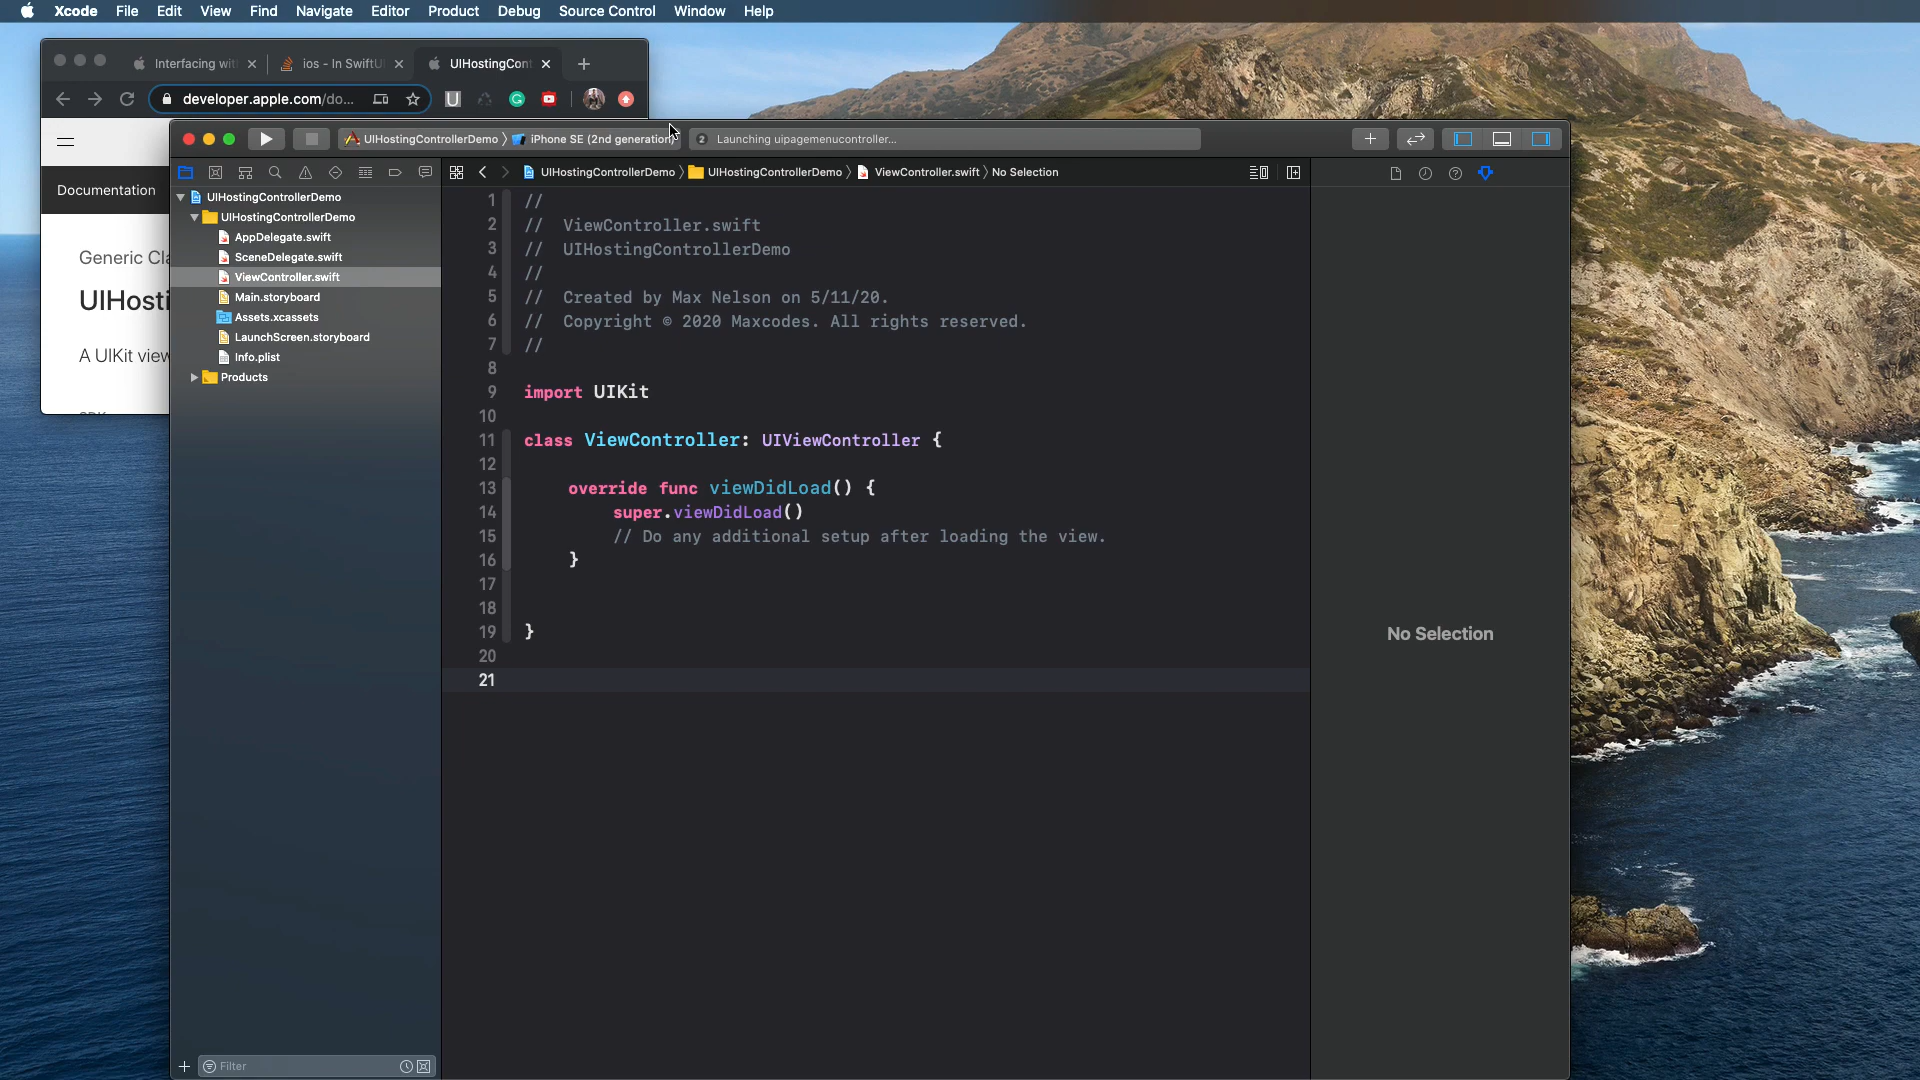 Xcode File Edit View Find Navigate Editor Product Debug Source Control Window Help
Interfacing wit
ios - In SwiftU
UIHostingCont
developer.apple.com/do...
UIHostingControllerDemo iPhone SE (2nd generation)
2 Launching uipagemenucontroller...
Documentation
Generic Cla
UIHosti
A UIKit view
UIHostingControllerDemo
UIHostingControllerDemo
AppDelegate.swift
SceneDelegate.swift
ViewController.swift
Main.storyboard
Assets.xcassets
LaunchScreen.storyboard
Info.plist
Products
Filter
UIHostingControllerDemo UIHostingControllerDemo ViewController.swift No Selection
1 //
2 // ViewController.swift
3 // UIHostingControllerDemo
4 //
5 // Created by Max Nelson on 5/11/20.
6 // Copyright © 2020 Maxcodes. All rights reserved.
7 //
8
9 import UIKit
10
11 class ViewController: UIViewController {
12
13 override func viewDidLoad() {
14 super.viewDidLoad()
15 // Do any additional setup after loading the view.
16 }
17
18
19 }
20
21
No Selection